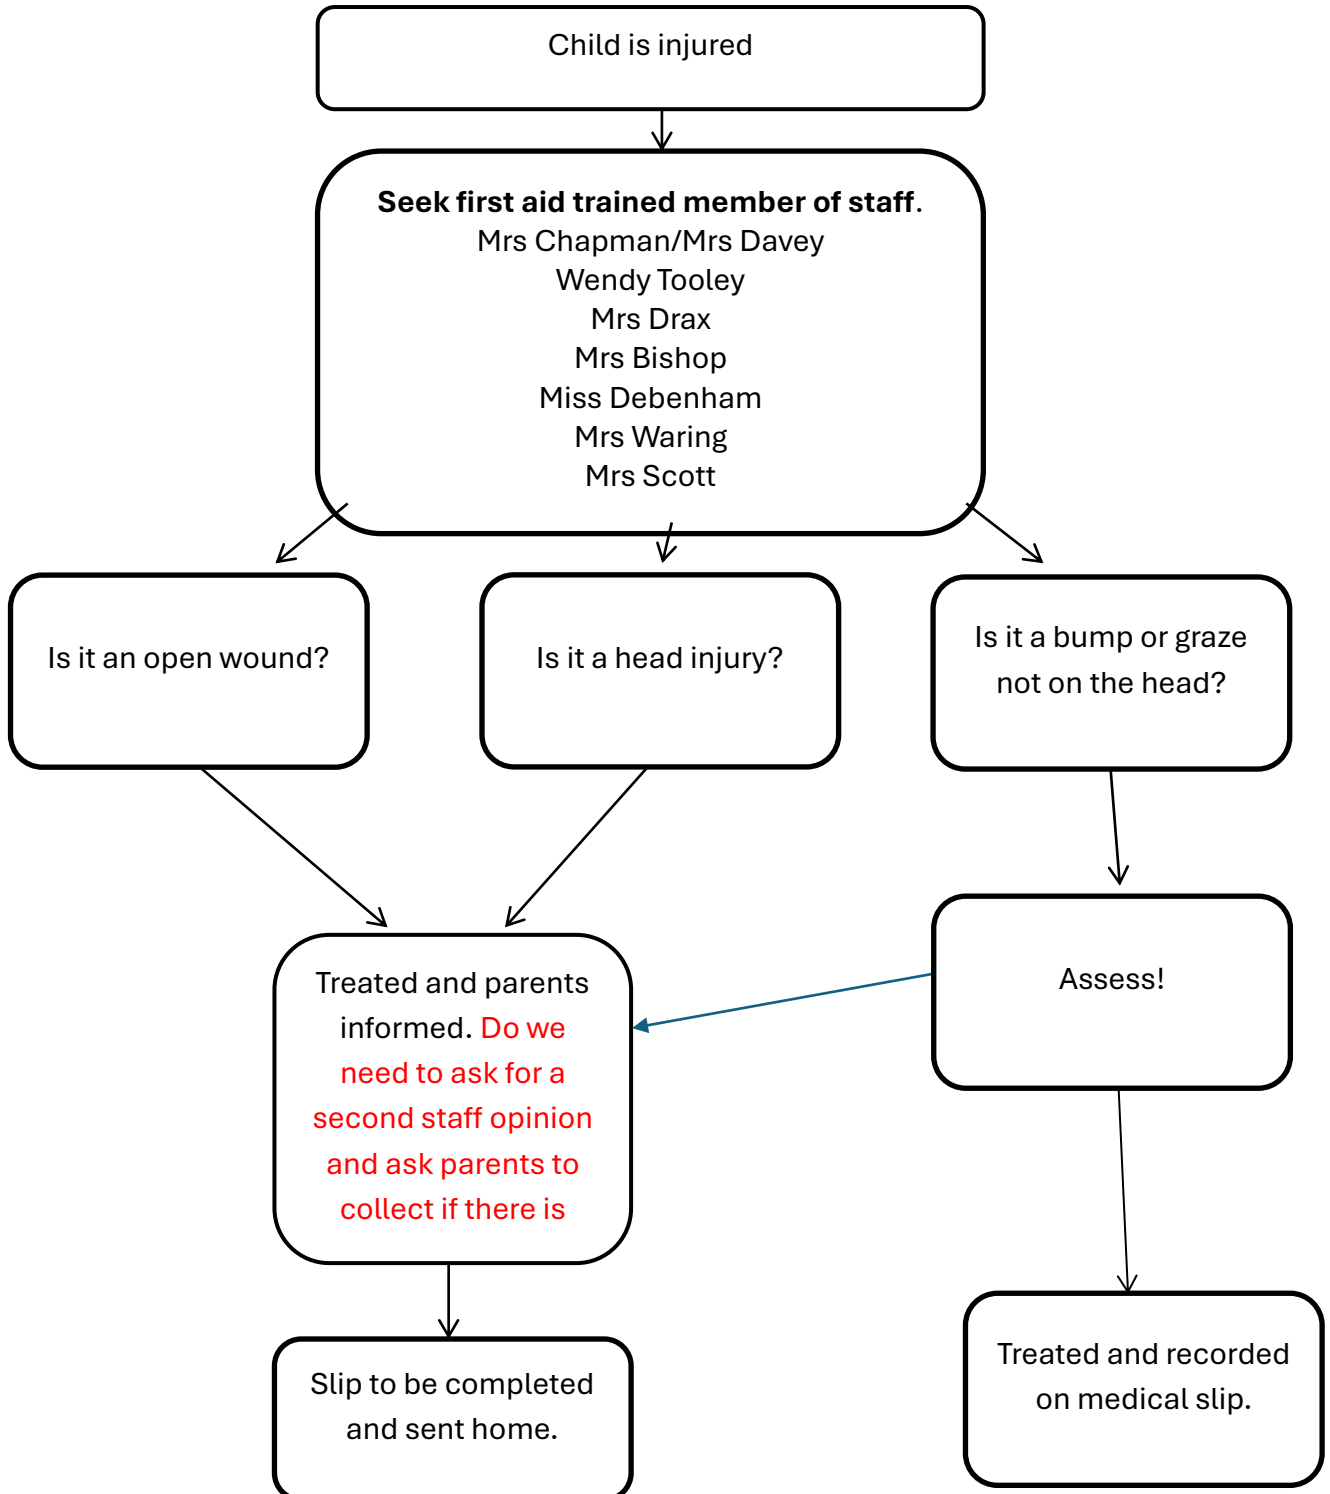 Child is injured
Seek first aid trained member of staff.
Mrs Chapman/Mrs Davey
Wendy Tooley
Mrs Drax
Mrs Bishop
Miss Debenham
Mrs Waring
Mrs Scott
Is it an open wound?
Is it a head injury?
Is it a bump or graze
not on the head?
Treated and parents
informed. Do we
need to ask for a
second staff opinion
and ask parents to
collect if there is
Assess!
Slip to be completed
and sent home.
Treated and recorded
on medical slip.